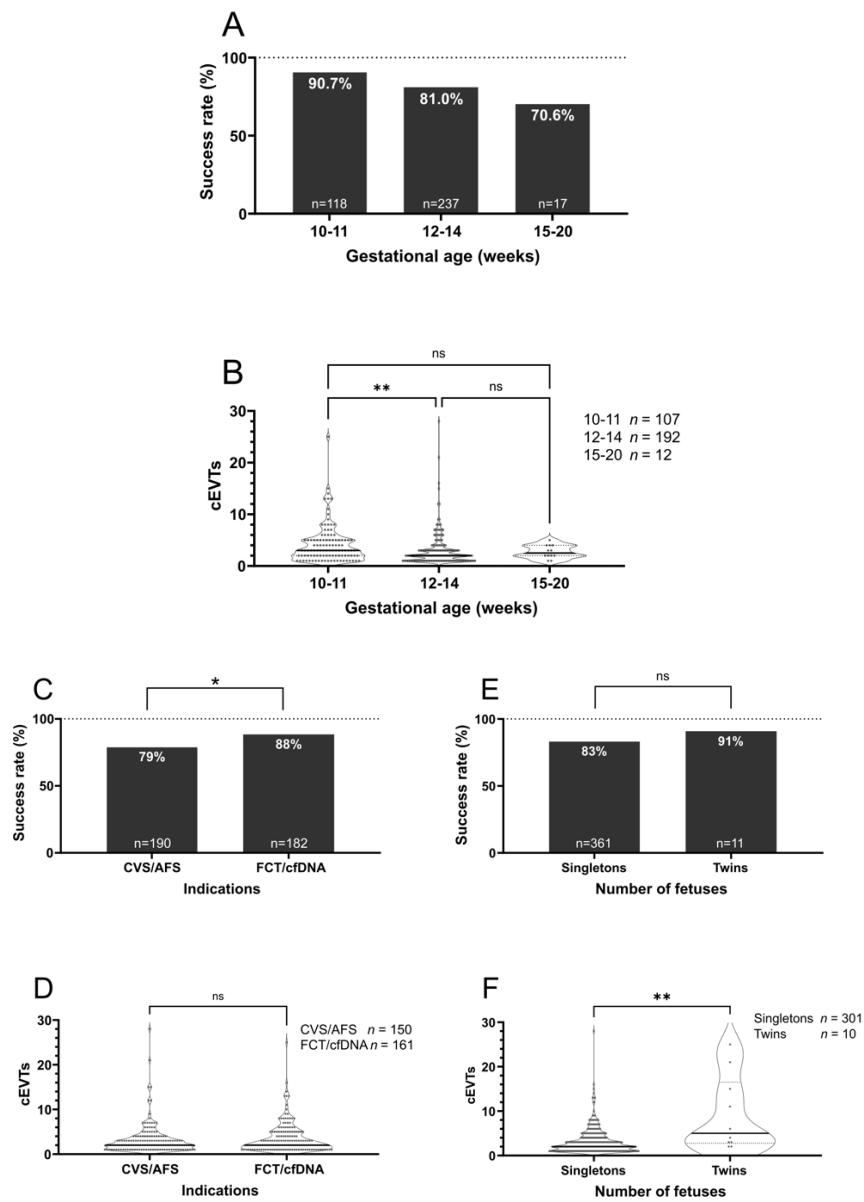 A
Success rate (%)
100
50
0
90.7%
81.0%
70.6%
n=118
n=237
n=17
10-11
12-14
15-20
Gestational age (weeks)
B
ns
**
ns
cEVTs
30
20
10
0
10-11 n = 107
12-14 n = 192
15-20 n = 12
10-11
12-14
15-20
Gestational age (weeks)
C
*
Success rate (%)
100
50
0
79%
88%
n=190
n=182
CVS/AFS
FCT/cfDNA
Indications
E
ns
Success rate (%)
100
50
0
83%
91%
n=361
n=11
Singletons
Twins
Number of fetuses
D
ns
cEVTs
30
20
10
0
CVS/AFS n = 150
FCT/cfDNA n = 161
CVS/AFS
FCT/cfDNA
Indications
F
**
cEVTs
30
20
10
0
Singletons n = 301
Twins n = 10
Singletons
Twins
Number of fetuses